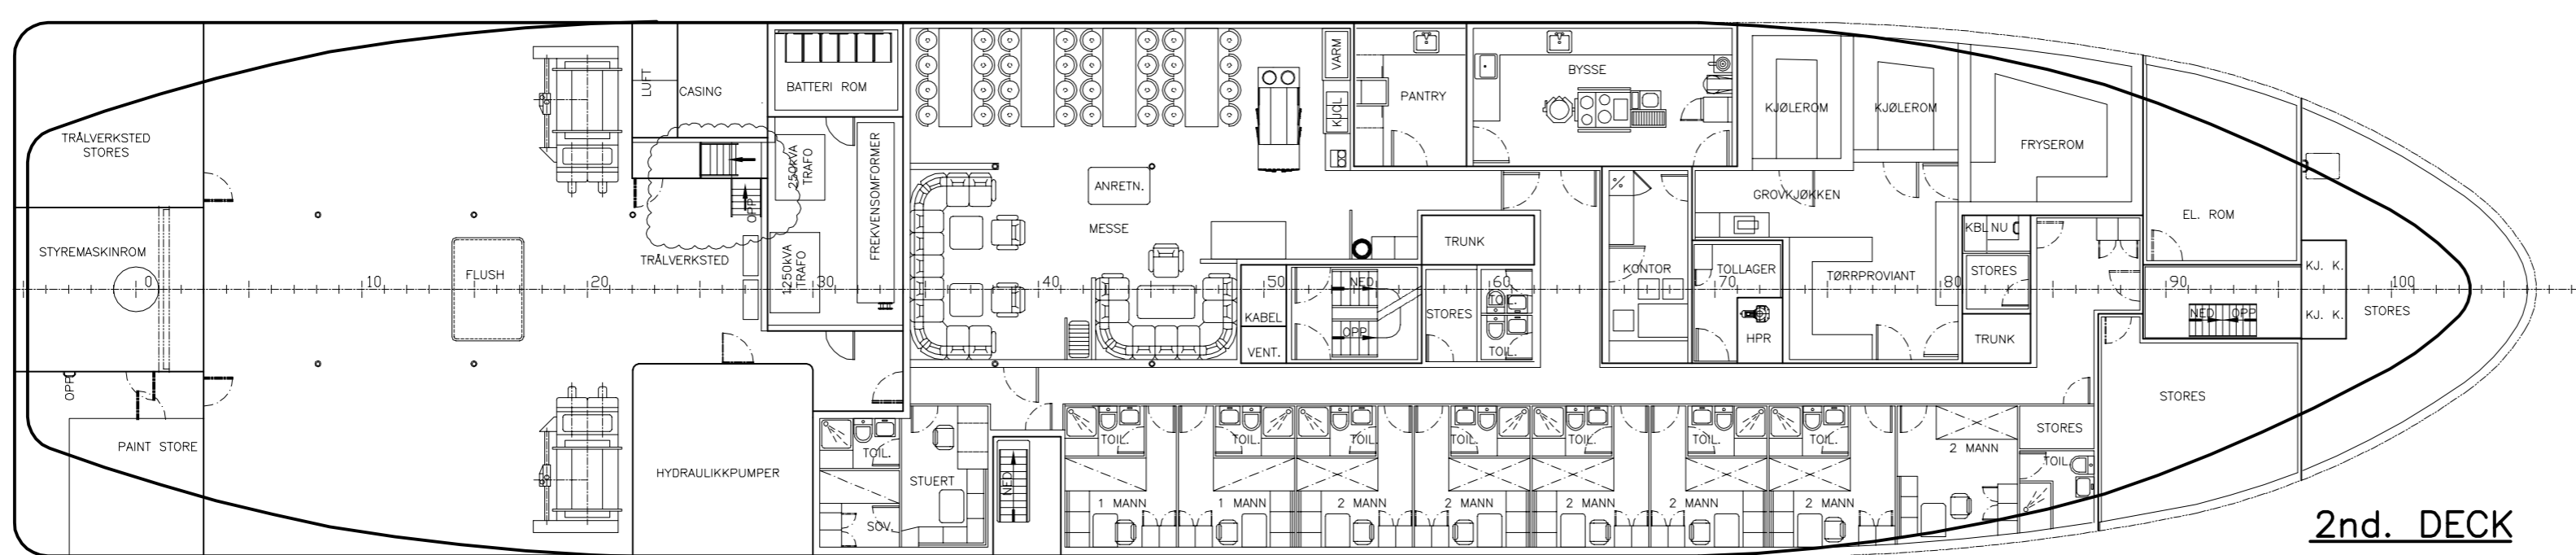 TRÅLVERKSTED
STORES
STYREMASKINROM
0
OPP
PAINT STORE
10
FLUSH
20
LUFT
CASING
OPP
TRÅLVERKSTED
HYDRAULIKKPUMPER
BATTERI ROM
1250kVA
TRAFO
1250kVA
TRAFO
FREKVENSOMFORMER
30
TOIL.
SOV.
STUERT
NED
ANRETN.
MESSE
40
VARM
KJØL
PANTRY
BYSSE
TRUNK
50
KABEL
VENT.
NED
OPP
STORES
60
TOIL.
TOIL.
KONTOR
KJØLEROM
KJØLEROM
FRYSEROM
GROVKJØKKEN
TOLLAGER
70
HPR
TØRRPROVIANT
80
KBL
NU
STORES
TRUNK
EL. ROM
90
NED
OPP
KJ. K.
KJ. K.
100
STORES
STORES
TOIL.
1 MANN
TOIL.
1 MANN
TOIL.
2 MANN
TOIL.
2 MANN
TOIL.
2 MANN
TOIL.
2 MANN
TOIL.
2 MANN
2 MANN
STORES
TOIL.
2nd. DECK